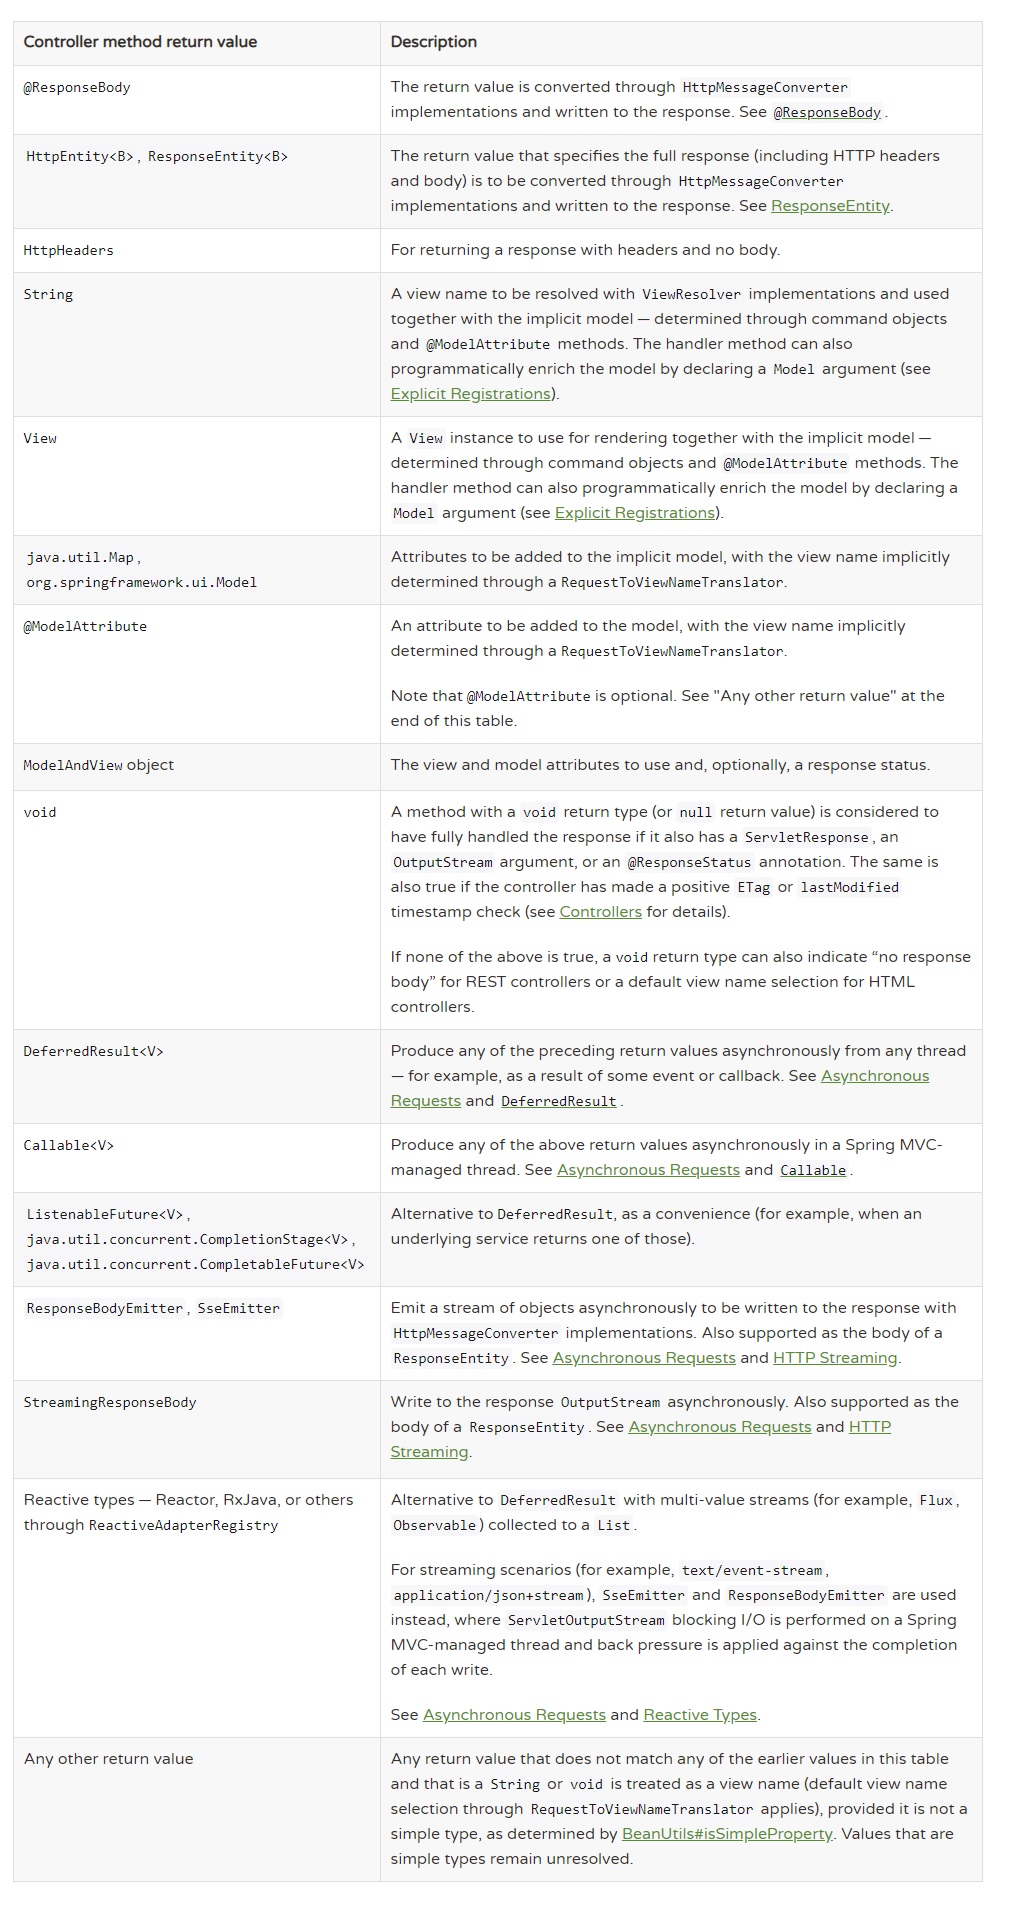 Controller method return value
Description
@ResponseBody
The return value is converted through HttpMessageConverter
implementations and written to the response. See @ResponseBody.
HttpEntity<B>, ResponseEntity<B>
The return value that specifies the full response (including HTTP headers
and body) is to be converted through HttpMessageConverter
implementations and written to the response. See ResponseEntity.
HttpHeaders
For returning a response with headers and no body.
String
A view name to be resolved with ViewResolver implementations and used
together with the implicit model — determined through command objects
and @ModelAttribute methods. The handler method can also
programmatically enrich the model by declaring a Model argument (see
Explicit Registrations).
View
A View instance to use for rendering together with the implicit model —
determined through command objects and @ModelAttribute methods. The
handler method can also programmatically enrich the model by declaring a
Model argument (see Explicit Registrations).
java.util.Map,
org.springframework.ui.Model
Attributes to be added to the implicit model, with the view name implicitly
determined through a RequestToViewNameTranslator.
@ModelAttribute
An attribute to be added to the model, with the view name implicitly
determined through a RequestToViewNameTranslator.
Note that @ModelAttribute is optional. See "Any other return value" at the
end of this table.
ModelAndView object
The view and model attributes to use and, optionally, a response status.
void
A method with a void return type (or null return value) is considered to
have fully handled the response if it also has a ServletResponse, an
OutputStream argument, or an @ResponseStatus annotation. The same is
also true if the controller has made a positive ETag or lastModified
timestamp check (see Controllers for details).
If none of the above is true, a void return type can also indicate “no response
body” for REST controllers or a default view name selection for HTML
controllers.
DeferredResult<V>
Produce any of the preceding return values asynchronously from any thread
— for example, as a result of some event or callback. See Asynchronous
Requests and DeferredResult.
Callable<V>
Produce any of the above return values asynchronously in a Spring MVC-
managed thread. See Asynchronous Requests and Callable.
ListenableFuture<V>,
java.util.concurrent.CompletionStage<V>,
java.util.concurrent.CompletableFuture<V>
Alternative to DeferredResult, as a convenience (for example, when an
underlying service returns one of those).
ResponseBodyEmitter, SseEmitter
Emit a stream of objects asynchronously to be written to the response with
HttpMessageConverter implementations. Also supported as the body of a
ResponseEntity. See Asynchronous Requests and HTTP Streaming.
StreamingResponseBody
Write to the response OutputStream asynchronously. Also supported as the
body of a ResponseEntity. See Asynchronous Requests and HTTP
Streaming.
Reactive types — Reactor, RxJava, or others
through ReactiveAdapterRegistry
Alternative to DeferredResult with multi-value streams (for example, Flux,
Observable) collected to a List.
For streaming scenarios (for example, text/event-stream,
application/json+stream), SseEmitter and ResponseBodyEmitter are used
instead, where ServletOutputStream blocking I/O is performed on a Spring
MVC-managed thread and back pressure is applied against the completion
of each write.
See Asynchronous Requests and Reactive Types.
Any other return value
Any return value that does not match any of the earlier values in this table
and that is a String or void is treated as a view name (default view name
selection through RequestToViewNameTranslator applies), provided it is not a
simple type, as determined by BeanUtils#isSimpleProperty. Values that are
simple types remain unresolved.